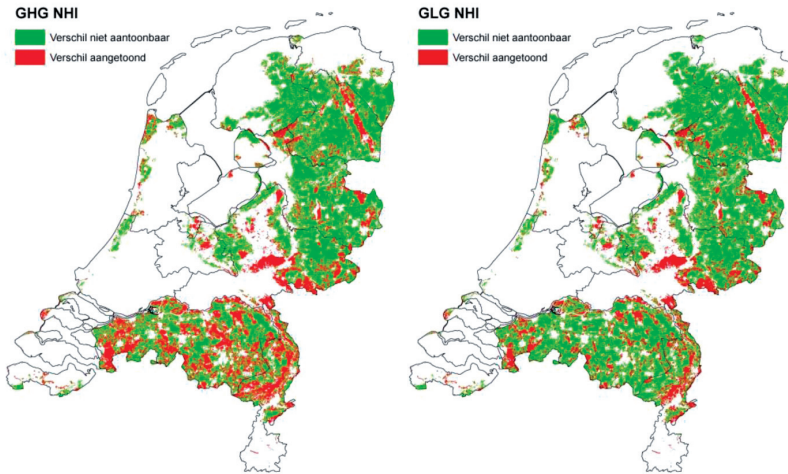 GHG NHI
Verschil niet aantoonbaar
Verschil aangetoond
GLG NHI
Verschil niet aantoonbaar
Verschil aangetoond